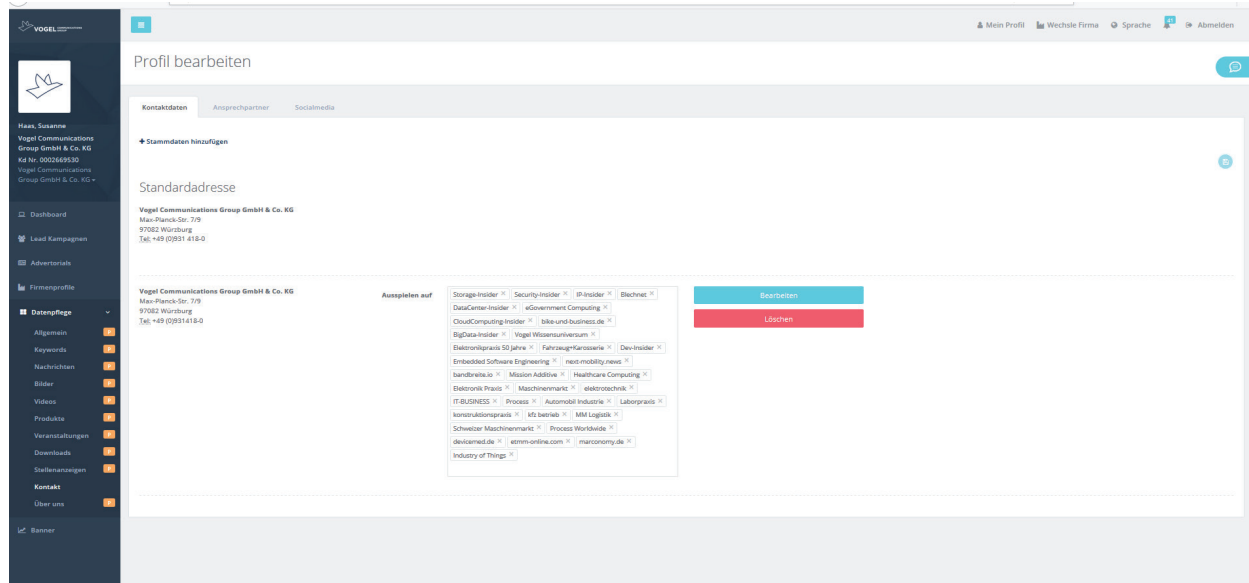 VOGEL COMMUNICATIONS GROUP
Mein Profil Wechsle Firma Sprache 41 Abmelden
Profil bearbeiten
Kontaktdaten Ansprechpartner Socialmedia
Haas, Susanne
Vogel Communications
Group GmbH & Co. KG
Kd Nr. 0002669530
Vogel Communications
Group GmbH & Co. KG
Dashboard
Lead Kampagnen
Advertorials
Firmenprofile
Datenpflege
Allgemein P
Keywords P
Nachrichten P
Bilder P
Videos P
Produkte P
Veranstaltungen P
Downloads P
Stellenanzeigen P
Kontakt
Über uns P
Banner
+ Stammdaten hinzufügen
Standardadresse
Vogel Communications Group GmbH & Co. KG
Max-Planck-Str. 7/9
97082 Würzburg
Tel: +49 (0)931 418-0
Vogel Communications Group GmbH & Co. KG
Max-Planck-Str. 7/9
97082 Würzburg
Tel: +49 (0)931418-0
Ausspielen auf
Storage-Insider × Security-Insider × IP-Insider × Blechnet ×
DataCenter-Insider × eGovernment Computing ×
CloudComputing-Insider × bike-und-business.de ×
BigData-Insider × Vogel Wissensuniversum ×
Elektronikpraxis 50 Jahre × Fahrzeug+Karosserie × Dev-Insider ×
Embedded Software Engineering × next-mobility.news ×
bandbreite.io × Mission Additive × Healthcare Computing ×
Elektronik Praxis × Maschinenmarkt × elektrotechnik ×
IT-BUSINESS × Process × Automobil Industrie × Laborpraxis ×
konstruktionspraxis × kfz betrieb × MM Logistik ×
Schweizer Maschinenmarkt × Process Worldwide ×
devicemed.de × etmm-online.com × marconomy.de ×
Industry of Things ×
Bearbeiten
Löschen